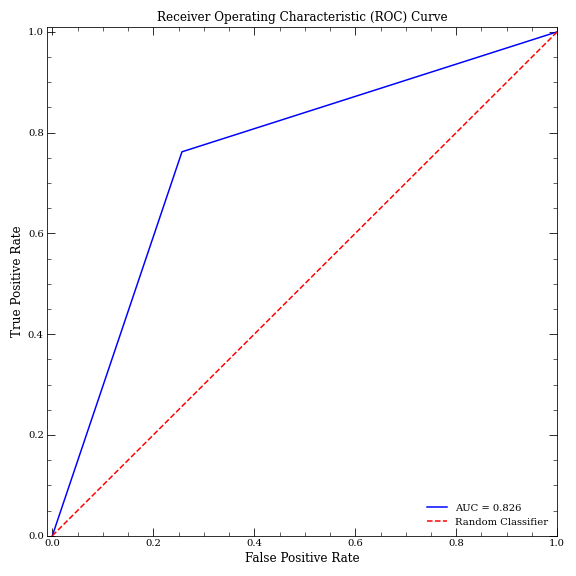 Receiver Operating Characteristic (ROC) Curve
1.0
0.8
0.6
0.4
0.2
0.0
True Positive Rate
0.0 0.2 0.4 0.6 0.8 1.0
False Positive Rate
AUC = 0.826
Random Classifier